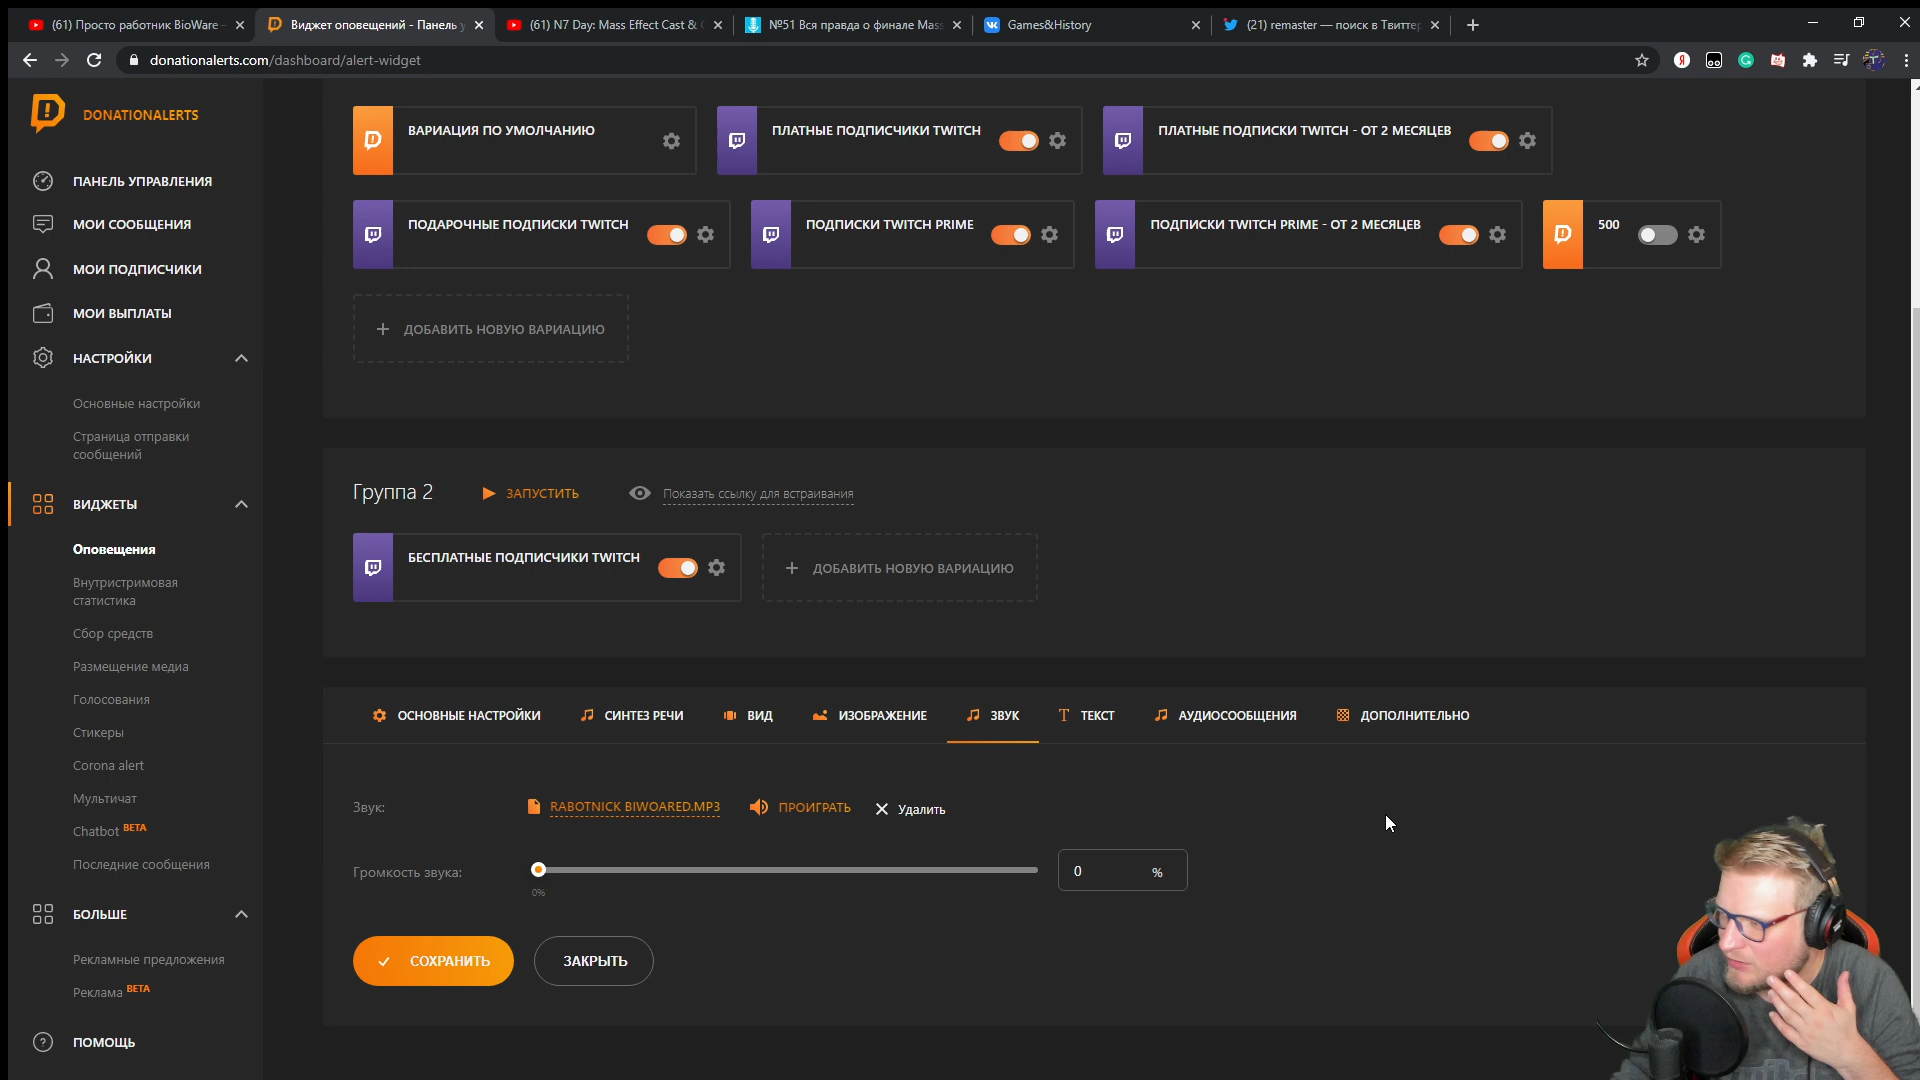 (61) Просто работник BioWare -
Виджет оповещений - Панель у
(61) N7 Day: Mass Effect Cast &
№51 Вся правда о финале Mass
Games&History
(21) remaster — поиск в Твиттер
donationalerts.com/dashboard/alert-widget
DONATIONALERTS
ПАНЕЛЬ УПРАВЛЕНИЯ
МОИ СООБЩЕНИЯ
МОИ ПОДПИСЧИКИ
МОИ ВЫПЛАТЫ
НАСТРОЙКИ
Основные настройки
Страница отправки
сообщений
ВИДЖЕТЫ
Оповещения
Внутристримовая
статистика
Сбор средств
Размещение медиа
Голосования
Стикеры
Corona alert
Мультичат
Chatbot BETA
Последние сообщения
БОЛЬШЕ
Рекламные предложения
Реклама BETA
ПОМОЩЬ
ВАРИАЦИЯ ПО УМОЛЧАНИЮ
ПЛАТНЫЕ ПОДПИСЧИКИ TWITCH
ПЛАТНЫЕ ПОДПИСКИ TWITCH - ОТ 2 МЕСЯЦЕВ
ПОДАРОЧНЫЕ ПОДПИСКИ TWITCH
ПОДПИСКИ TWITCH PRIME
ПОДПИСКИ TWITCH PRIME - ОТ 2 МЕСЯЦЕВ
500
+ ДОБАВИТЬ НОВУЮ ВАРИАЦИЮ
Группа 2
ЗАПУСТИТЬ
Показать ссылку для встраивания
БЕСПЛАТНЫЕ ПОДПИСЧИКИ TWITCH
+ ДОБАВИТЬ НОВУЮ ВАРИАЦИЮ
ОСНОВНЫЕ НАСТРОЙКИ
СИНТЕЗ РЕЧИ
ВИД
ИЗОБРАЖЕНИЕ
ЗВУК
ТЕКСТ
АУДИОСООБЩЕНИЯ
ДОПОЛНИТЕЛЬНО
Звук:
RABOTNICK BIWOARED.MP3
ПРОИГРАТЬ
Удалить
Громкость звука:
0%
0 %
СОХРАНИТЬ
ЗАКРЫТЬ